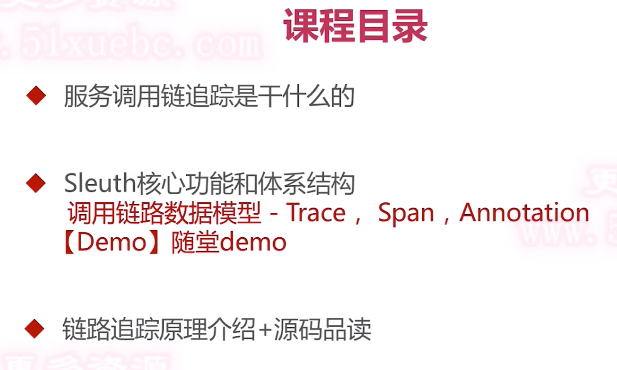 课程目录
服务调用链追踪是干什么的
Sleuth核心功能和体系结构
调用链路数据模型 - Trace , Span , Annotation
【Demo】随堂demo
链路追踪原理介绍+源码品读
.51xuebc.com